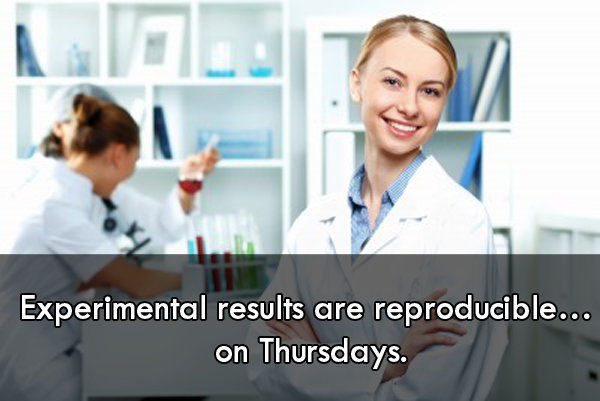 Experimental results are reproducible...
on Thursdays.